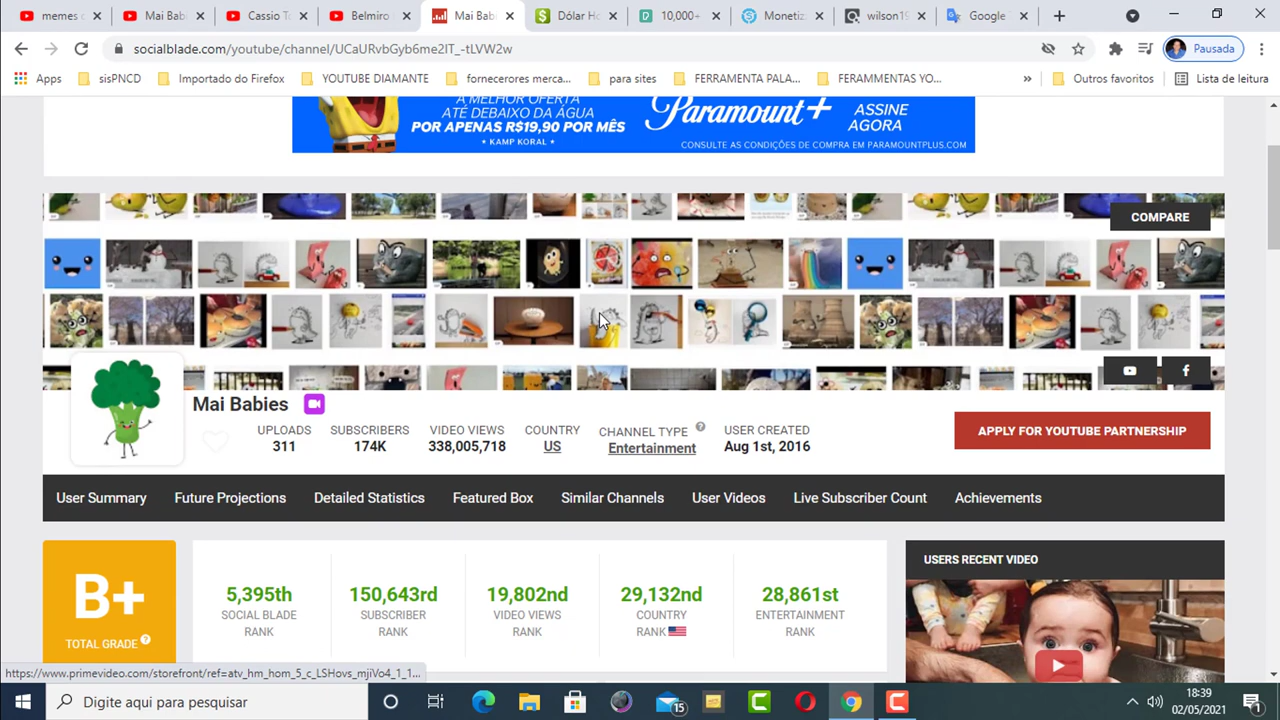 memes
Mai Bab
Cassio To
Belmiro
Mai Babi
Dólar Ho
10,000+
Monetiz
wilson19
Google T
socialblade.com/youtube/channel/UCaURvbGyb6me2IT_-tLVW2w
Pausada
Apps
sisPNCD
Importado do Firefox
YOUTUBE DIAMANTE
fornecerores merca...
para sites
FERRAMENTA PALA...
FERAMMENTAS YO...
»
Outros favoritos
Lista de leitura
A MELHOR OFERTA
ATÉ DEBAIXO DA ÁGUA
POR APENAS R$19,90 POR MÊS
★ KAMP KORAL ★
Paramount+
ASSINE
AGORA
CONSULTE AS CONDIÇÕES DE COMPRA EM PARAMOUNTPLUS.COM
COMPARE
Mai Babies
UPLOADS
311
SUBSCRIBERS
174K
VIDEO VIEWS
338,005,718
COUNTRY
US
CHANNEL TYPE
Entertainment
USER CREATED
Aug 1st, 2016
APPLY FOR YOUTUBE PARTNERSHIP
User Summary
Future Projections
Detailed Statistics
Featured Box
Similar Channels
User Videos
Live Subscriber Count
Achievements
B+
TOTAL GRADE
5,395th
SOCIAL BLADE
RANK
150,643rd
SUBSCRIBER
RANK
19,802nd
VIDEO VIEWS
RANK
29,132nd
COUNTRY
RANK
28,861st
ENTERTAINMENT
RANK
USERS RECENT VIDEO
https://www.primevideo.com/storefront/ref=atv_hm_hom_5_c_LSHovs_mjiVo4_1_1...
Digite aqui para pesquisar
15
18:39
02/05/2021
1